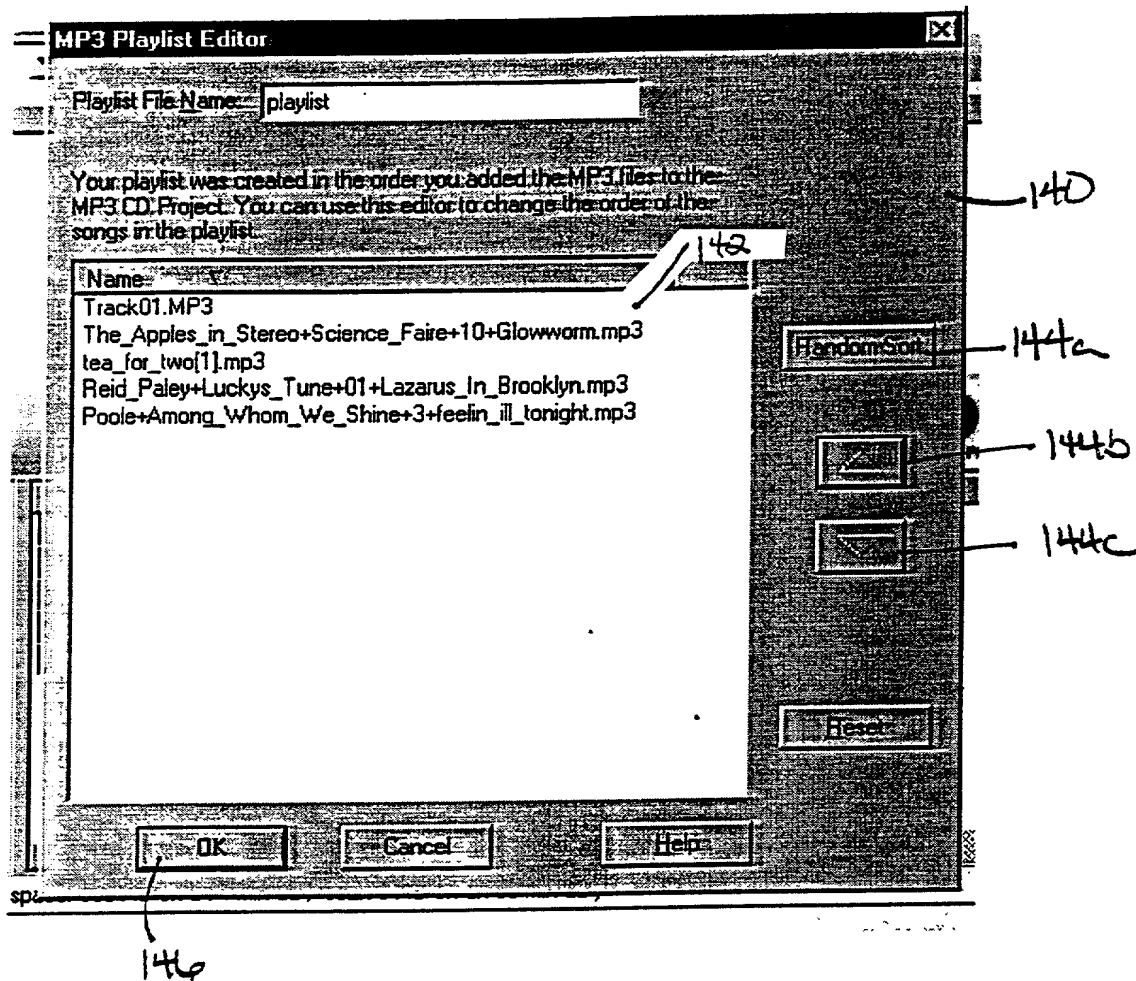 MP3 Playlist Editor
Playlist File Name: playlist
140
Your playlist was created in the order you added the MP3 files to the
MP3 CD Project. You can use this editor to change the order of the
songs in the playlist.
142
Name
Track01.MP3
The_Apples_in_Stereo+Science_Faire+10+Glowworm.mp3
tea_for_two[1].mp3
Reid_Paley+Luckys_Tune+01+Lazarus_In_Brooklyn.mp3
Poole+Among_Whom_We_Shine+3+feelin_ill_tonight.mp3
Random Sort
144a
144b
144c
Reset
OK Cancel Help
146